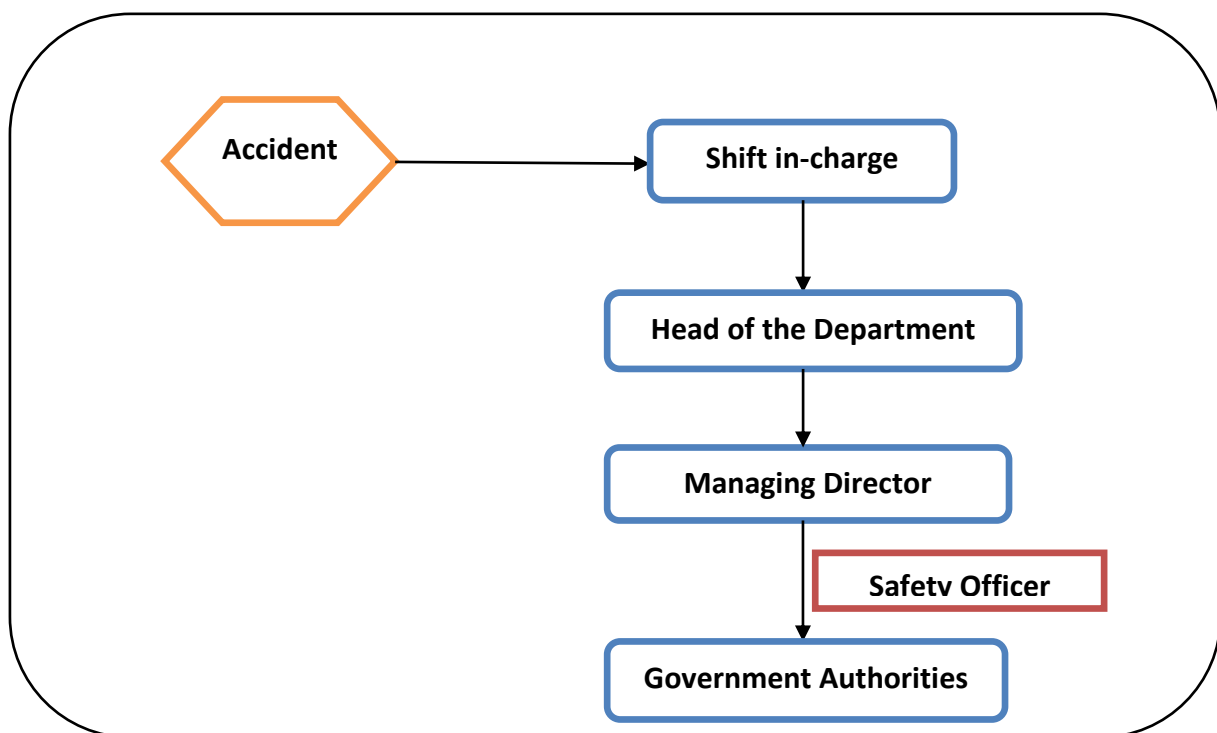 Accident
Shift in-charge
Head of the Department
Managing Director
Safety Officer
Government Authorities